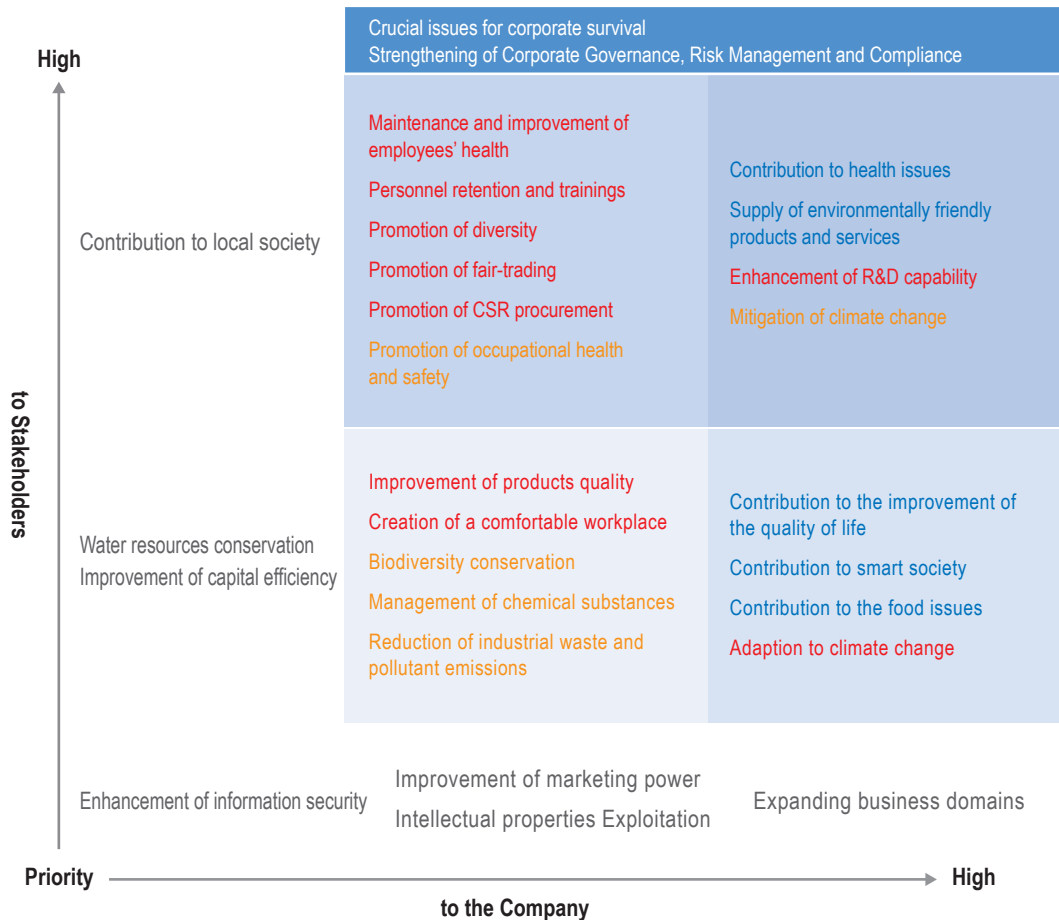 Crucial issues for corporate survival
Strengthening of Corporate Governance, Risk Management and Compliance
High
to Stakeholders
Contribution to local society
Maintenance and improvement of
employees’ health
Personnel retention and trainings
Promotion of diversity
Promotion of fair-trading
Promotion of CSR procurement
Promotion of occupational health
and safety
Contribution to health issues
Supply of environmentally friendly
products and services
Enhancement of R&D capability
Mitigation of climate change
Water resources conservation
Improvement of capital efficiency
Improvement of products quality
Creation of a comfortable workplace
Biodiversity conservation
Management of chemical substances
Reduction of industrial waste and
pollutant emissions
Contribution to the improvement of
the quality of life
Contribution to smart society
Contribution to the food issues
Adaption to climate change
Enhancement of information security
Improvement of marketing power
Intellectual properties Exploitation
Expanding business domains
Priority
High
to the Company